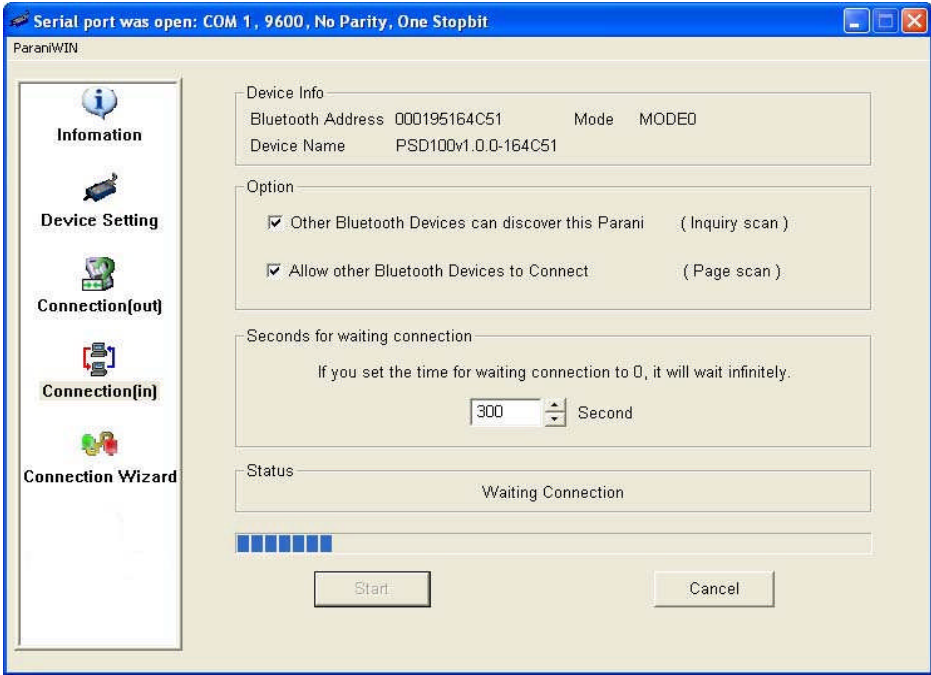 Serial port was open: COM 1, 9600, No Parity, One Stopbit
ParaniWIN
Infomation
Device Setting
Connection(out)
Connection(in)
Connection Wizard
Device Info
Bluetooth Address 000195164C51 Mode MODE0
Device Name PSD100v1.0.0-164C51
Option
Other Bluetooth Devices can discover this Parani ( Inquiry scan )
Allow other Bluetooth Devices to Connect ( Page scan )
Seconds for waiting connection
If you set the time for waiting connection to 0, it will wait infinitely.
300 Second
Status
Waiting Connection
Start Cancel